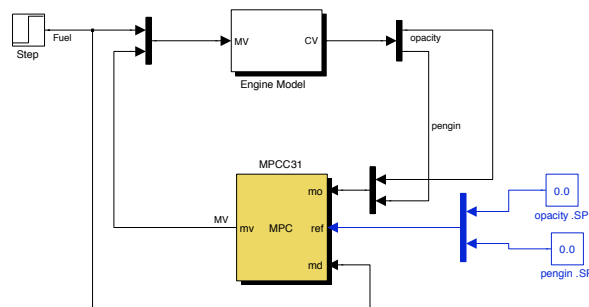 Fuel
Step
MV
CV
Engine Model
opacity
pengin
MPCC31
mo
MV
mv
MPC
ref
md
0.0
opacity .SP
0.0
pengin .SP